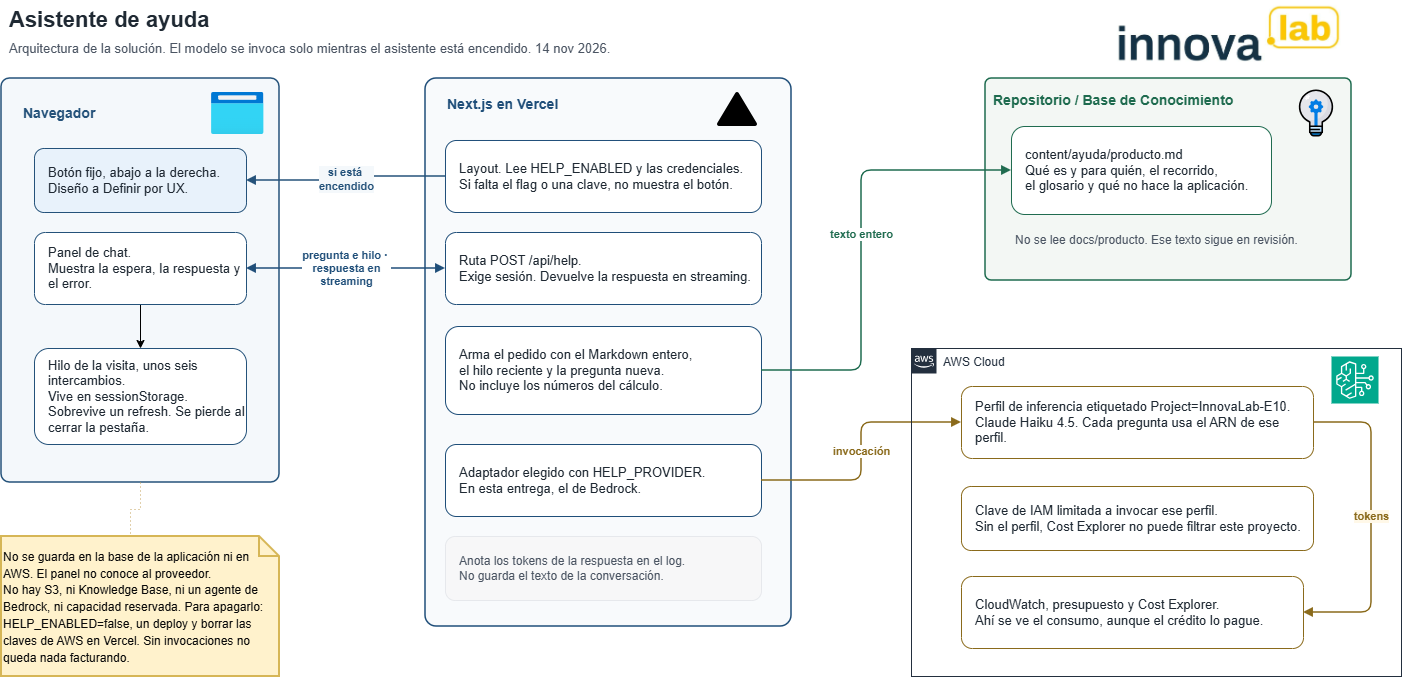 Asistente de ayuda
Arquitectura de la solución. El modelo se invoca solo mientras el asistente está encendido. 14 nov 2026.
innova.lab
Navegador
Botón fijo, abajo a la derecha.
Diseño a Definir por UX.
Panel de chat.
Muestra la espera, la respuesta y
el error.
Hilo de la visita, unos seis
intercambios.
Vive en sessionStorage.
Sobrevive un refresh. Se pierde al
cerrar la pestaña.
No se guarda en la base de la aplicación ni en
AWS. El panel no conoce al proveedor.
No hay S3, ni Knowledge Base, ni un agente de
Bedrock, ni capacidad reservada. Para apagarlo:
HELP_ENABLED=false, un deploy y borrar las
claves de AWS en Vercel. Sin invocaciones no
queda nada facturando.
si está
encendido
pregunta e hilo ·
respuesta en
streaming
Next.js en Vercel
Layout. Lee HELP_ENABLED y las credenciales.
Si falta el flag o una clave, no muestra el botón.
Ruta POST /api/help.
Exige sesión. Devuelve la respuesta en streaming.
Arma el pedido con el Markdown entero,
el hilo reciente y la pregunta nueva.
No incluye los números del cálculo.
Adaptador elegido con HELP_PROVIDER.
En esta entrega, el de Bedrock.
Anota los tokens de la respuesta en el log.
No guarda el texto de la conversación.
texto entero
invocación
Repositorio / Base de Conocimiento
content/ayuda/producto.md
Qué es y para quién, el recorrido,
el glosario y qué no hace la aplicación.
No se lee docs/producto. Ese texto sigue en revisión.
aws
AWS Cloud
Perfil de inferencia etiquetado Project=InnovaLab-E10.
Claude Haiku 4.5. Cada pregunta usa el ARN de ese
perfil.
Clave de IAM limitada a invocar ese perfil.
Sin el perfil, Cost Explorer no puede filtrar este proyecto.
tokens
CloudWatch, presupuesto y Cost Explorer.
Ahí se ve el consumo, aunque el crédito lo pague.